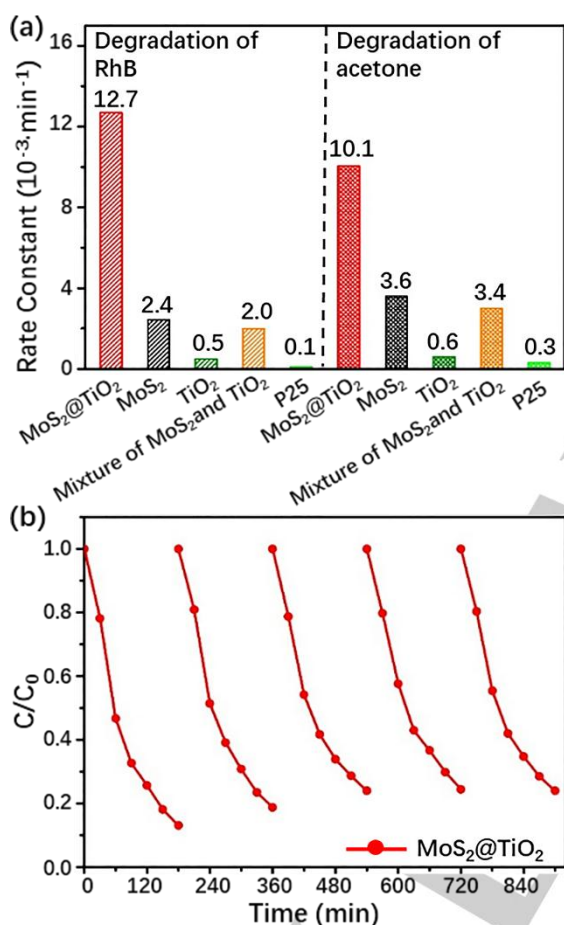 (a)
Degradation of
RhB
Degradation of
acetone
Rate Constant (10⁻³·min⁻¹)
16
12
8
4
0
12.7
2.4
0.5
2.0
0.1
10.1
3.6
0.6
3.4
0.3
MoS₂@TiO₂
MoS₂
TiO₂
Mixture of MoS₂and TiO₂
P25
MoS₂@TiO₂
MoS₂
TiO₂
Mixture of MoS₂and TiO₂
P25
(b)
C/C₀
1.0
0.8
0.6
0.4
0.2
0.0
MoS₂@TiO₂
0 120 240 360 480 600 720 840
Time (min)